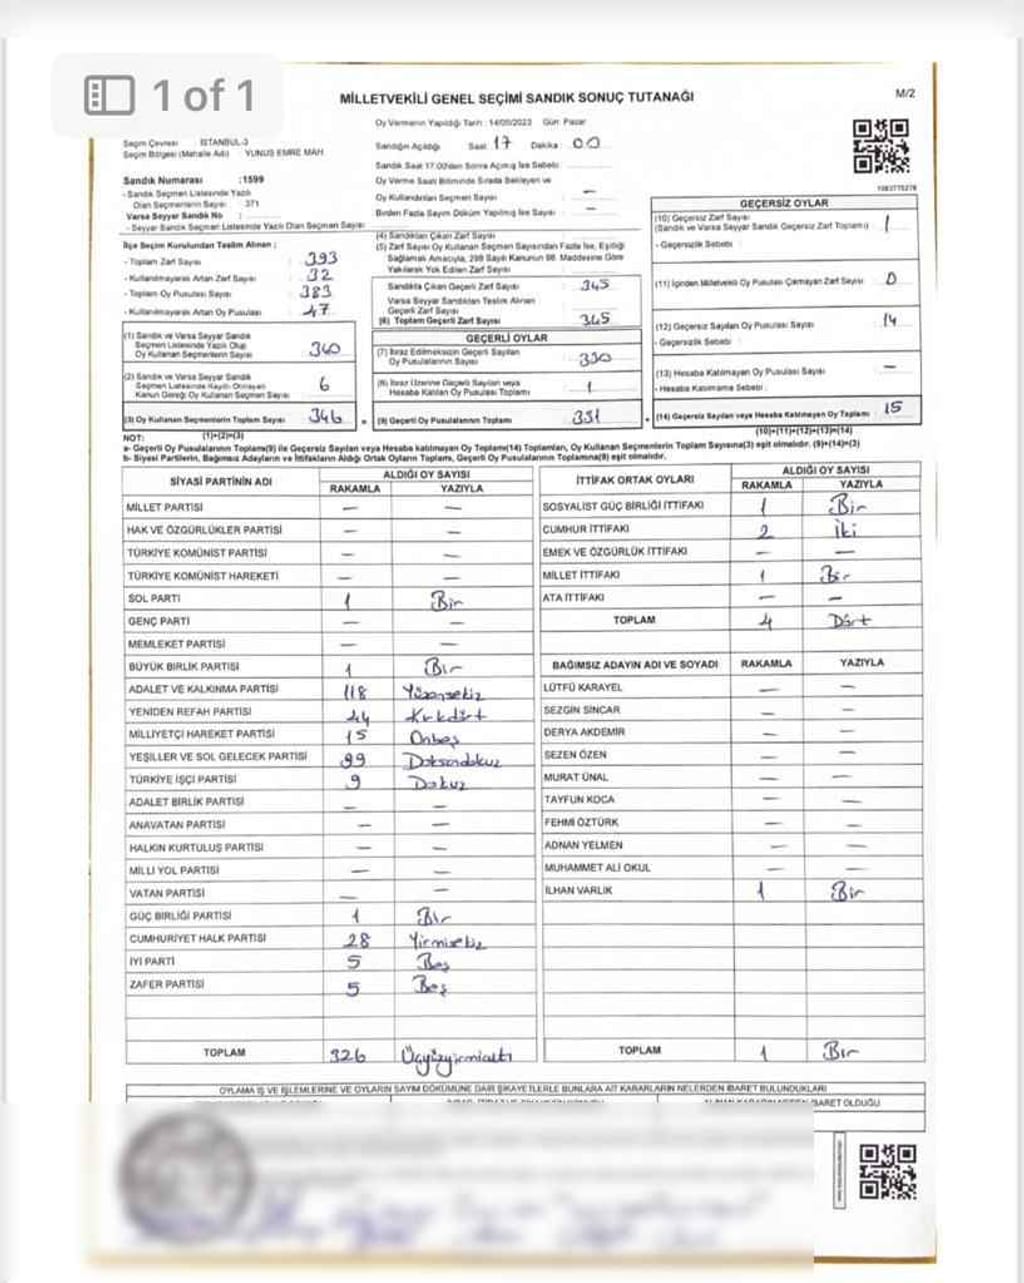 1 of 1
MİLLETVEKİLİ GENEL SEÇİMİ SANDIK SONUÇ TUTANAĞI
M/2
Oy Vermenin Yapıldığı Tarih : 14/05/2023 Gün: Pazar
Seçim Çevresi : İSTANBUL-3
Seçim Bölgesi (Mahalle Adı) : YUNUS EMRE MAH.
Sandığın Açıldığı Saat: 17 Dakika: 00
Sandık Saat 17:00'den Sonra Açılmış İse Sebebi:
Sandık Numarası :1599
- Sandık Seçmen Listesinde Yazılı
Olan Seçmenlerin Sayısı : 371
Varsa Seyyar Sandık No :
- Seyyar Sandık Seçmen Listesinde Yazılı Olan Seçmen Sayısı
Oy Verme Saati Bitiminde Sırada Bekleyen ve
Oy Kullandırılan Seçmen Sayısı : —
Birden Fazla Sayım Döküm Yapılmış İse Sayısı : —
İlçe Seçim Kurulundan Teslim Alınan :
- Toplam Zarf Sayısı : 393
- Kullanılmayarak Artan Zarf Sayısı : 32
- Toplam Oy Pusulası Sayısı : 383
- Kullanılmayarak Artan Oy Pusulası : 47
(1) Sandık ve Varsa Seyyar Sandık
Seçmen Listesinde Yazılı Olup
Oy Kullanan Seçmenlerin Sayısı : 340
(2) Sandık ve Varsa Seyyar Sandık
Seçmen Listesinde Kaydı Olmayan
Kanun Gereği Oy Kullanan Seçmen Sayısı : 6
(3) Oy Kullanan Seçmenlerin Toplam Sayısı : 346
(1)+(2)=(3)
(4) Sandıktan Çıkan Zarf Sayısı :
(5) Zarf Sayısı Oy Kullanan Seçmen Sayısından Fazla İse, Eşitliği
Sağlamak Amacıyla, 298 Sayılı Kanunun 98. Maddesine Göre
Yakılarak Yok Edilen Zarf Sayısı :
Sandıkta Çıkan Geçerli Zarf Sayısı : 345
Varsa Seyyar Sandıktan Teslim Alınan
Geçerli Zarf Sayısı :
(6) Toplam Geçerli Zarf Sayısı : 345
GEÇERLİ OYLAR
(7) İtiraz Edilmeksizin Geçerli Sayılan
Oy Pusulalarının Sayısı : 330
(8) İtiraz Üzerine Geçerli Sayılan veya
Hesaba Katılan Oy Pusulası Toplamı : 1
(9) Geçerli Oy Pusulalarının Toplamı : 331
GEÇERSİZ OYLAR
(10) Geçersiz Zarf Sayısı
(Sandık ve Varsa Seyyar Sandık Geçersiz Zarf Toplamı) : 1
- Geçersizlik Sebebi :
(11) İçinden Milletvekili Oy Pusulası Çıkmayan Zarf Sayısı : 0
(12) Geçersiz Sayılan Oy Pusulası Sayısı : 14
- Geçersizlik Sebebi :
(13) Hesaba Katılmayan Oy Pusulası Sayısı : —
- Hesaba Katılmama Sebebi :
(14) Geçersiz Sayılan veya Hesaba Katılmayan Oy Toplamı : 15
(10)+(11)+(12)+(13)=(14)
NOT:
a- Geçerli Oy Pusulalarının Toplamı(9) ile Geçersiz Sayılan veya Hesaba katılmayan Oy Toplamı(14) Toplamları, Oy Kullanan Seçmenlerin Toplam Sayısına(3) eşit olmalıdır. (9)+(14)=(3)
b- Siyasi Partilerin, Bağımsız Adayların ve İttifakların Aldığı Ortak Oyların Toplamı, Geçerli Oy Pusulalarının Toplamına(9) eşit olmalıdır.
SİYASİ PARTİNİN ADI ALDIĞI OY SAYISI
RAKAMLA YAZIYLA
MİLLET PARTİSİ — —
HAK VE ÖZGÜRLÜKLER PARTİSİ — —
TÜRKİYE KOMÜNİST PARTİSİ — —
TÜRKİYE KOMÜNİST HAREKETİ — —
SOL PARTİ 1 Bir
GENÇ PARTİ — —
MEMLEKET PARTİSİ — —
BÜYÜK BİRLİK PARTİSİ 1 Bir
ADALET VE KALKINMA PARTİSİ 118 Yüzonsekiz
YENİDEN REFAH PARTİSİ 44 Kırkdört
MİLLİYETÇİ HAREKET PARTİSİ 15 Onbeş
YEŞİLLER VE SOL GELECEK PARTİSİ 99 Doksandokuz
TÜRKİYE İŞÇİ PARTİSİ 9 Dokuz
ADALET BİRLİK PARTİSİ — —
ANAVATAN PARTİSİ — —
HALKIN KURTULUŞ PARTİSİ — —
MİLLİ YOL PARTİSİ — —
VATAN PARTİSİ — —
GÜÇ BİRLİĞİ PARTİSİ 1 Bir
CUMHURİYET HALK PARTİSİ 28 Yirmisekiz
İYİ PARTİ 5 Beş
ZAFER PARTİSİ 5 Beş
TOPLAM 326 Üçyüzyirmialtı
İTTİFAK ORTAK OYLARI ALDIĞI OY SAYISI
RAKAMLA YAZIYLA
SOSYALİST GÜÇ BİRLİĞİ İTTİFAKI 1 Bir
CUMHUR İTTİFAKI 2 İki
EMEK VE ÖZGÜRLÜK İTTİFAKI — —
MİLLET İTTİFAKI 1 Bir
ATA İTTİFAKI — —
TOPLAM 4 Dört
BAĞIMSIZ ADAYIN ADI VE SOYADI RAKAMLA YAZIYLA
LÜTFÜ KARAYEL — —
SEZGİN SİNCAR — —
DERYA AKDEMİR — —
SEZEN ÖZEN — —
MURAT ÜNAL — —
TAYFUN KOCA — —
FEHMİ ÖZTÜRK — —
ADNAN YELMEN — —
MUHAMMET ALİ OKUL — —
İLHAN VARLIK 1 Bir
TOPLAM 1 Bir
OYLAMA İŞ VE İŞLEMLERİNE VE OYLARIN SAYIM DÖKÜMÜNE DAİR ŞİKAYETLERLE BUNLARA AİT KARARLARIN NELERDEN İBARET BULUNDUKLARI